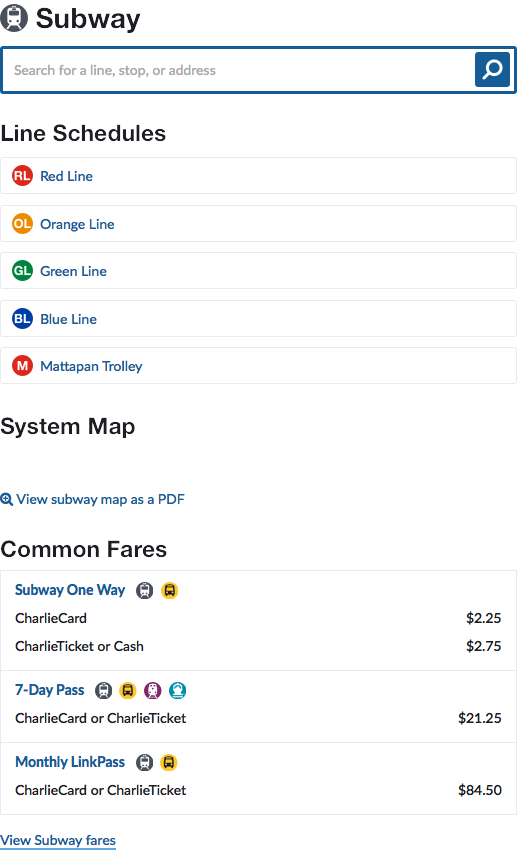 Subway
Search for a line, stop, or address
Line Schedules
RL Red Line
OL Orange Line
GL Green Line
BL Blue Line
M Mattapan Trolley
System Map
View subway map as a PDF
Common Fares
Subway One Way
CharlieCard $2.25
CharlieTicket or Cash $2.75
7-Day Pass
CharlieCard or CharlieTicket $21.25
Monthly LinkPass
CharlieCard or CharlieTicket $84.50
View Subway fares